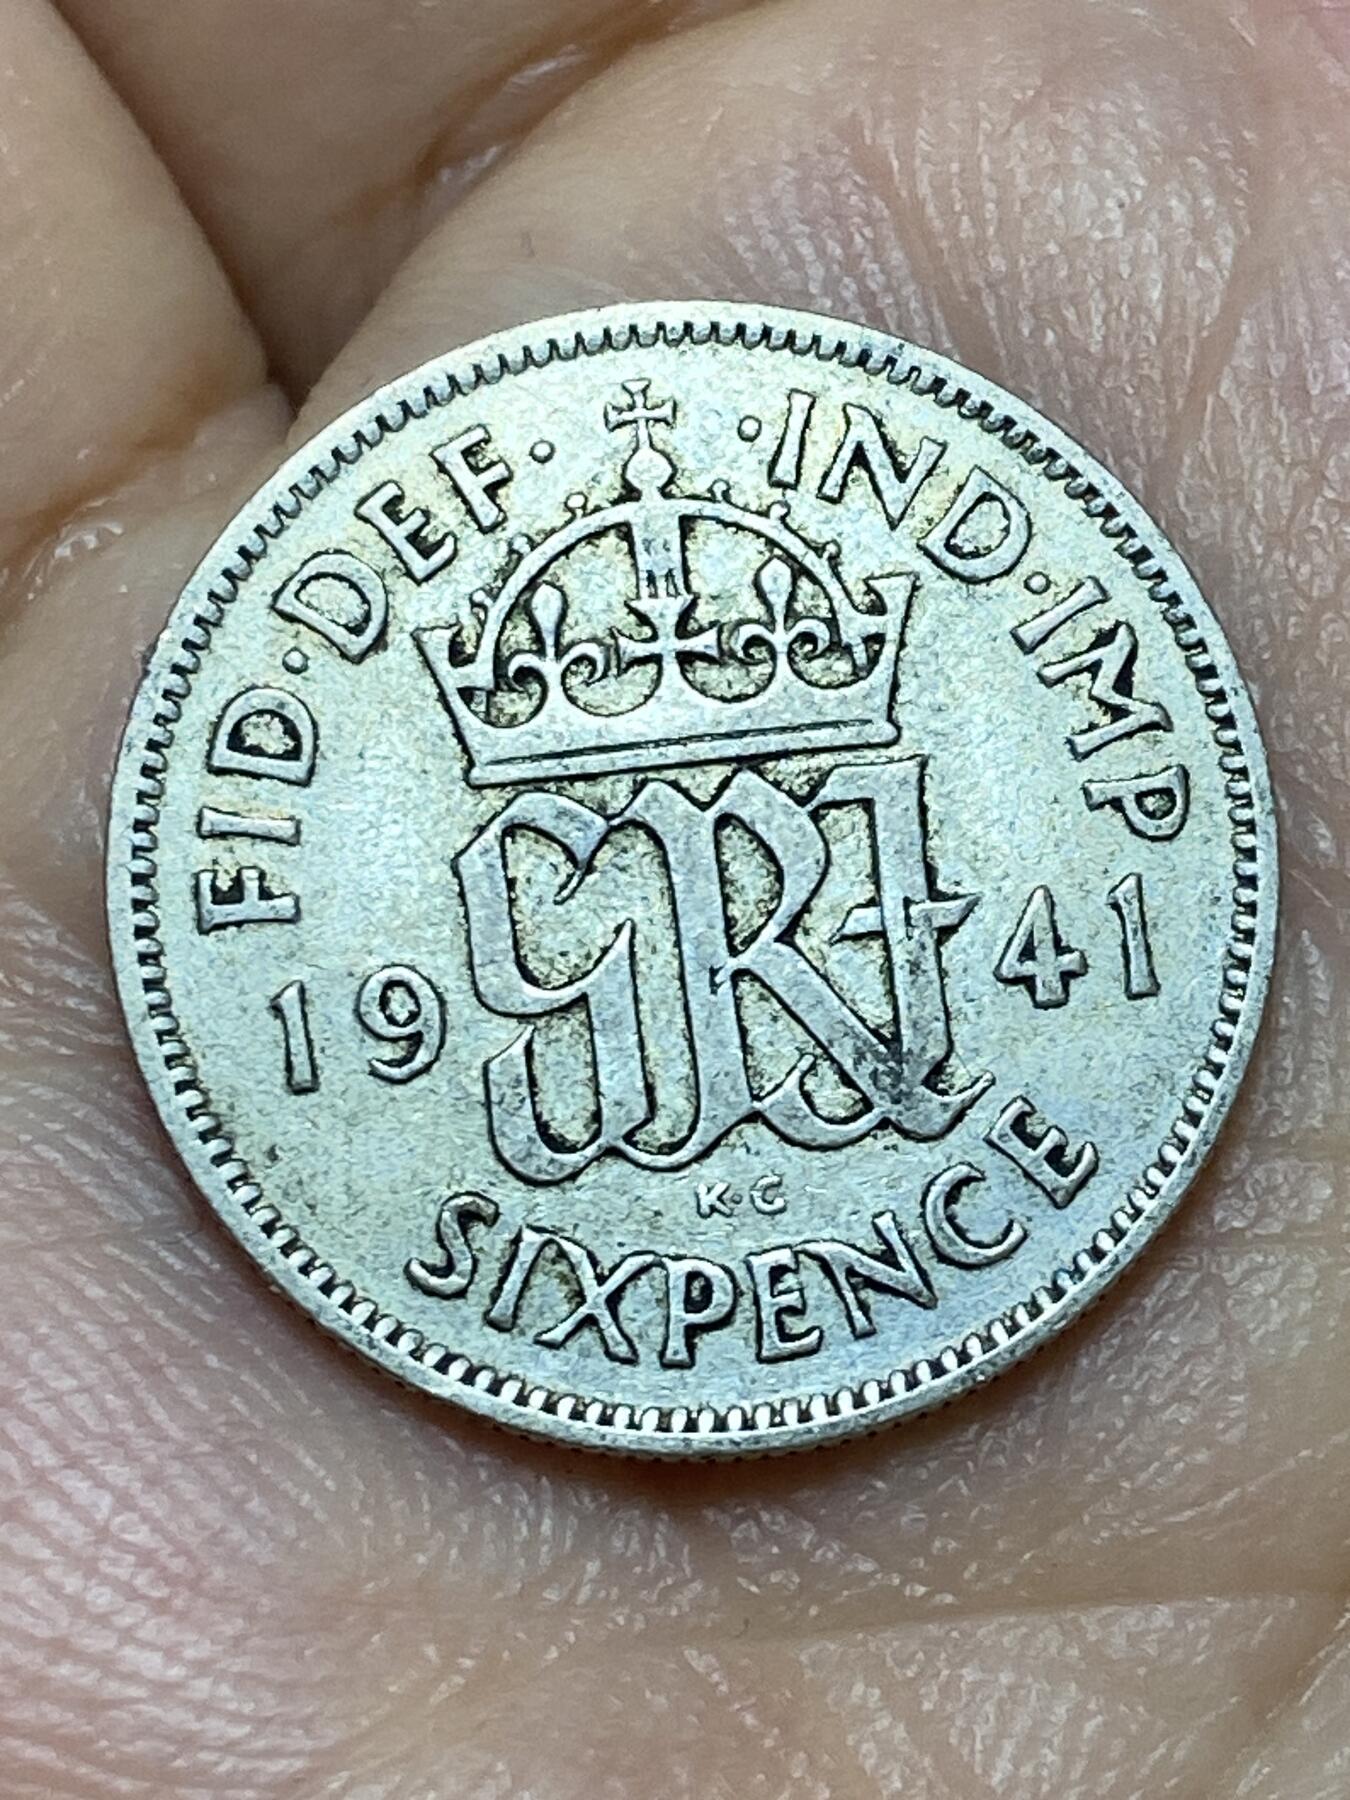 FID·DEF· ·IND·IMP
19 GRI 41
K·G
SIXPENCE